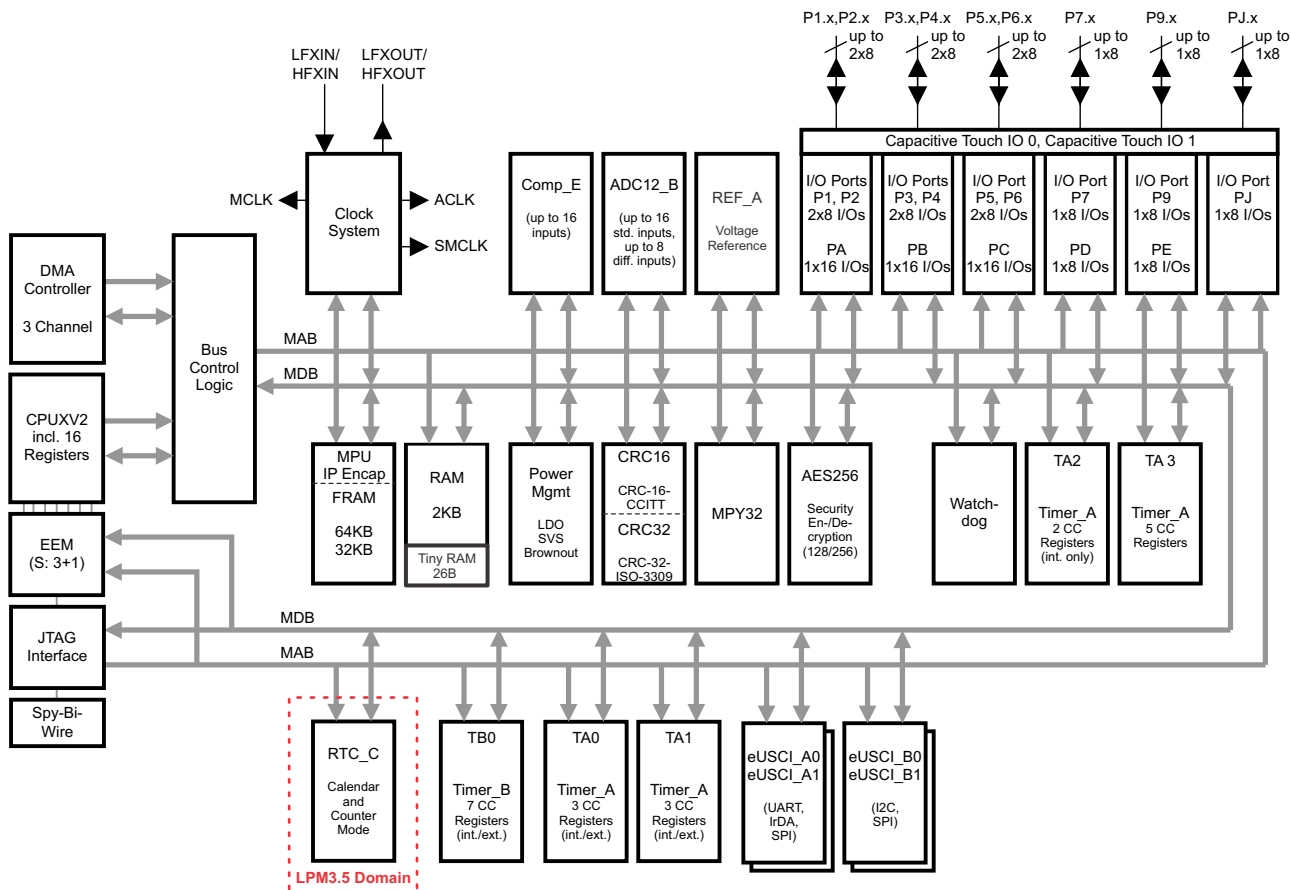 P1.x,P2.x
P3.x,P4.x
P5.x,P6.x
P7.x
P9.x
PJ.x
up to
2x8
up to
2x8
up to
2x8
up to
1x8
up to
1x8
up to
1x8
LFXIN/
HFXIN
LFXOUT/
HFXOUT
Capacitive Touch IO 0, Capacitive Touch IO 1
MCLK
Clock
System
ACLK
SMCLK
Comp_E
(up to 16
inputs)
ADC12_B
(up to 16
std. inputs,
up to 8
diff. inputs)
REF_A
Voltage
Reference
I/O Ports
P1, P2
2x8 I/Os
PA
1x16 I/Os
I/O Ports
P3, P4
2x8 I/Os
PB
1x16 I/Os
I/O Port
P5, P6
2x8 I/Os
PC
1x16 I/Os
I/O Port
P7
1x8 I/Os
PD
1x8 I/Os
I/O Port
P9
1x8 I/Os
PE
1x8 I/Os
I/O Port
PJ
1x8 I/Os
DMA
Controller
3 Channel
Bus
Control
Logic
MAB
MDB
CPUXV2
incl. 16
Registers
MPU
IP Encap
FRAM
64KB
32KB
RAM
2KB
Tiny RAM
26B
Power
Mgmt
LDO
SVS
Brownout
CRC16
CRC-16-
CCITT
CRC32
CRC-32-
ISO-3309
MPY32
AES256
Security
En-/De-
cryption
(128/256)
Watch-
dog
TA2
Timer_A
2 CC
Registers
(int. only)
TA 3
Timer_A
5 CC
Registers
EEM
(S: 3+1)
JTAG
Interface
MDB
MAB
Spy-Bi-
Wire
RTC_C
Calendar
and
Counter
Mode
LPM3.5 Domain
TB0
Timer_B
7 CC
Registers
(int./ext.)
TA0
Timer_A
3 CC
Registers
(int./ext.)
TA1
Timer_A
3 CC
Registers
(int./ext.)
eUSCI_A0
eUSCI_A1
(UART,
IrDA,
SPI)
eUSCI_B0
eUSCI_B1
(I2C,
SPI)